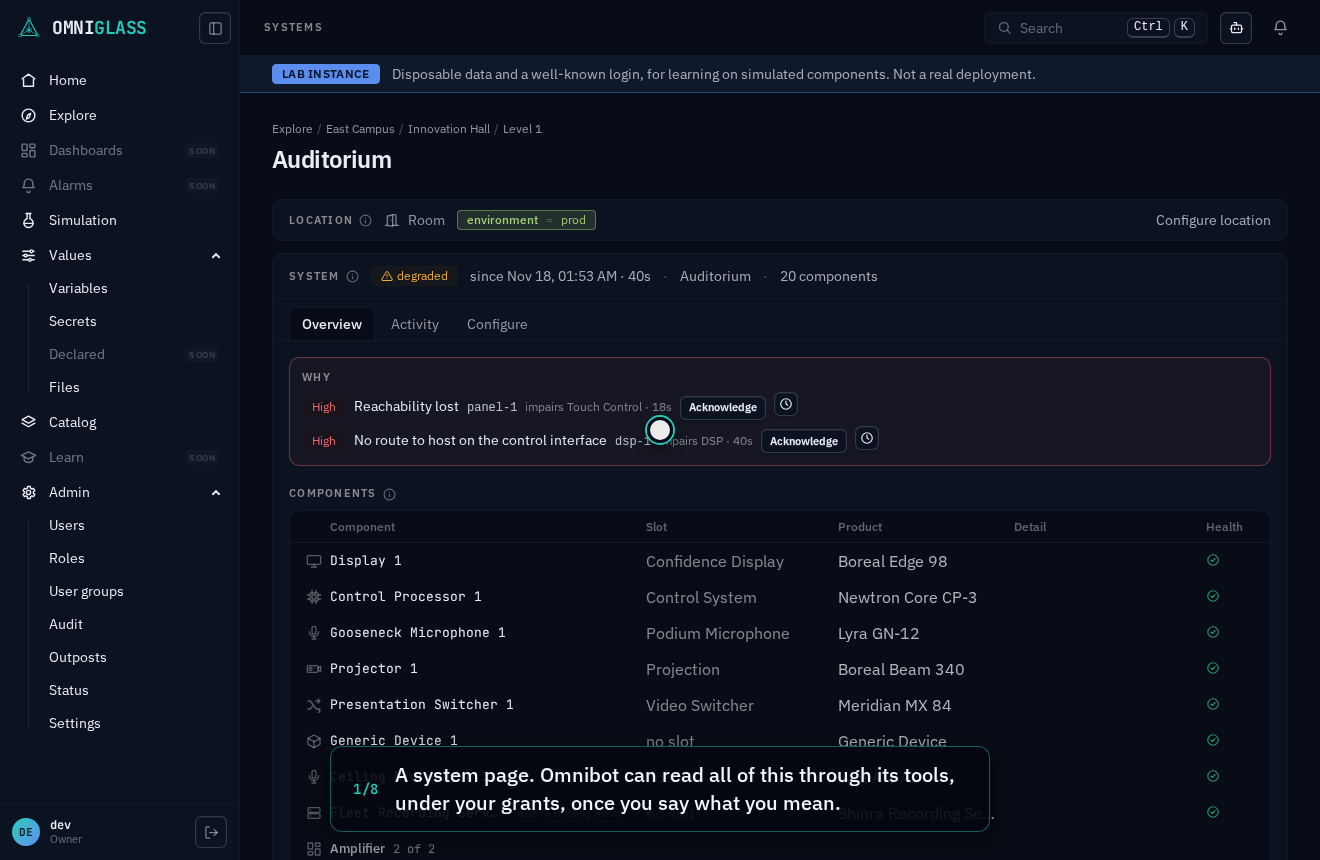 OMNIGLASS
SYSTEMS
Search
Ctrl K
Home
Explore
Dashboards SOON
Alarms SOON
Simulation
Values
Variables
Secrets
Declared SOON
Files
Catalog
Learn SOON
Admin
Users
Roles
User groups
Audit
Outposts
Status
Settings
DE dev
Owner
LAB INSTANCE Disposable data and a well-known login, for learning on simulated components. Not a real deployment.
Explore / East Campus / Innovation Hall / Level 1
Auditorium
LOCATION Room environment = prod Configure location
SYSTEM degraded since Nov 18, 01:53 AM · 40s · Auditorium · 20 components
Overview Activity Configure
WHY
High Reachability lost panel-1 impairs Touch Control · 18s Acknowledge
High No route to host on the control interface dsp-1 DSP · 40s Acknowledge
COMPONENTS
Component Slot Product Detail Health
Display 1 Confidence Display Boreal Edge 98
Control Processor 1 Control System Newtron Core CP-3
Gooseneck Microphone 1 Podium Microphone Lyra GN-12
Projector 1 Projection Boreal Beam 340
Presentation Switcher 1 Video Switcher Meridian MX 84
Generic Device 1 no slot Generic Device
1/8 A system page. Omnibot can read all of this through its tools,
under your grants, once you say what you mean.
Amplifier 2 of 2